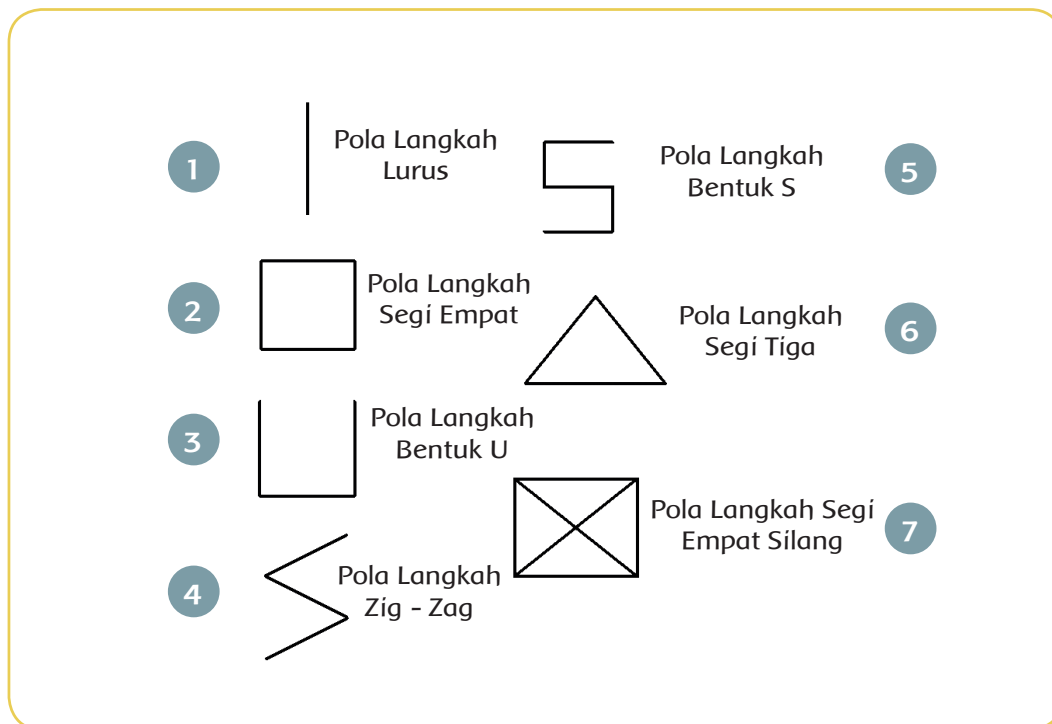 1
Pola Langkah
Lurus
2
Pola Langkah
Segi Empat
3
Pola Langkah
Bentuk U
4
Pola Langkah
Zig - Zag
Pola Langkah
Bentuk S
5
Pola Langkah
Segi Tiga
6
Pola Langkah Segi
Empat Silang
7